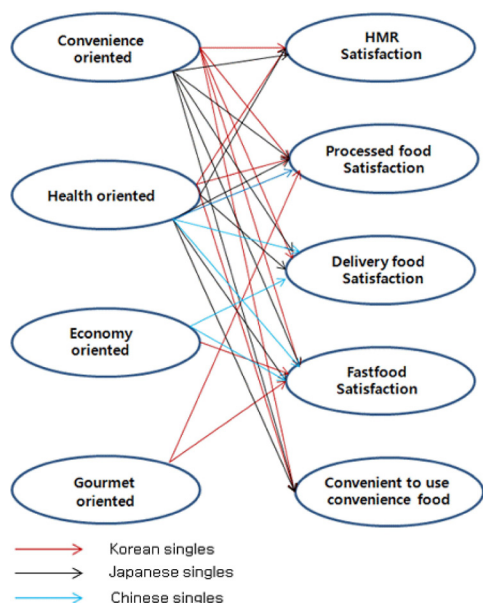 Convenience
oriented
HMR
Satisfaction
Processed food
Satisfaction
Health oriented
Delivery food
Satisfaction
Economy
oriented
Fastfood
Satisfaction
Gourmet
oriented
Convenient to use
convenience food
Korean singles
Japanese singles
Chinese singles